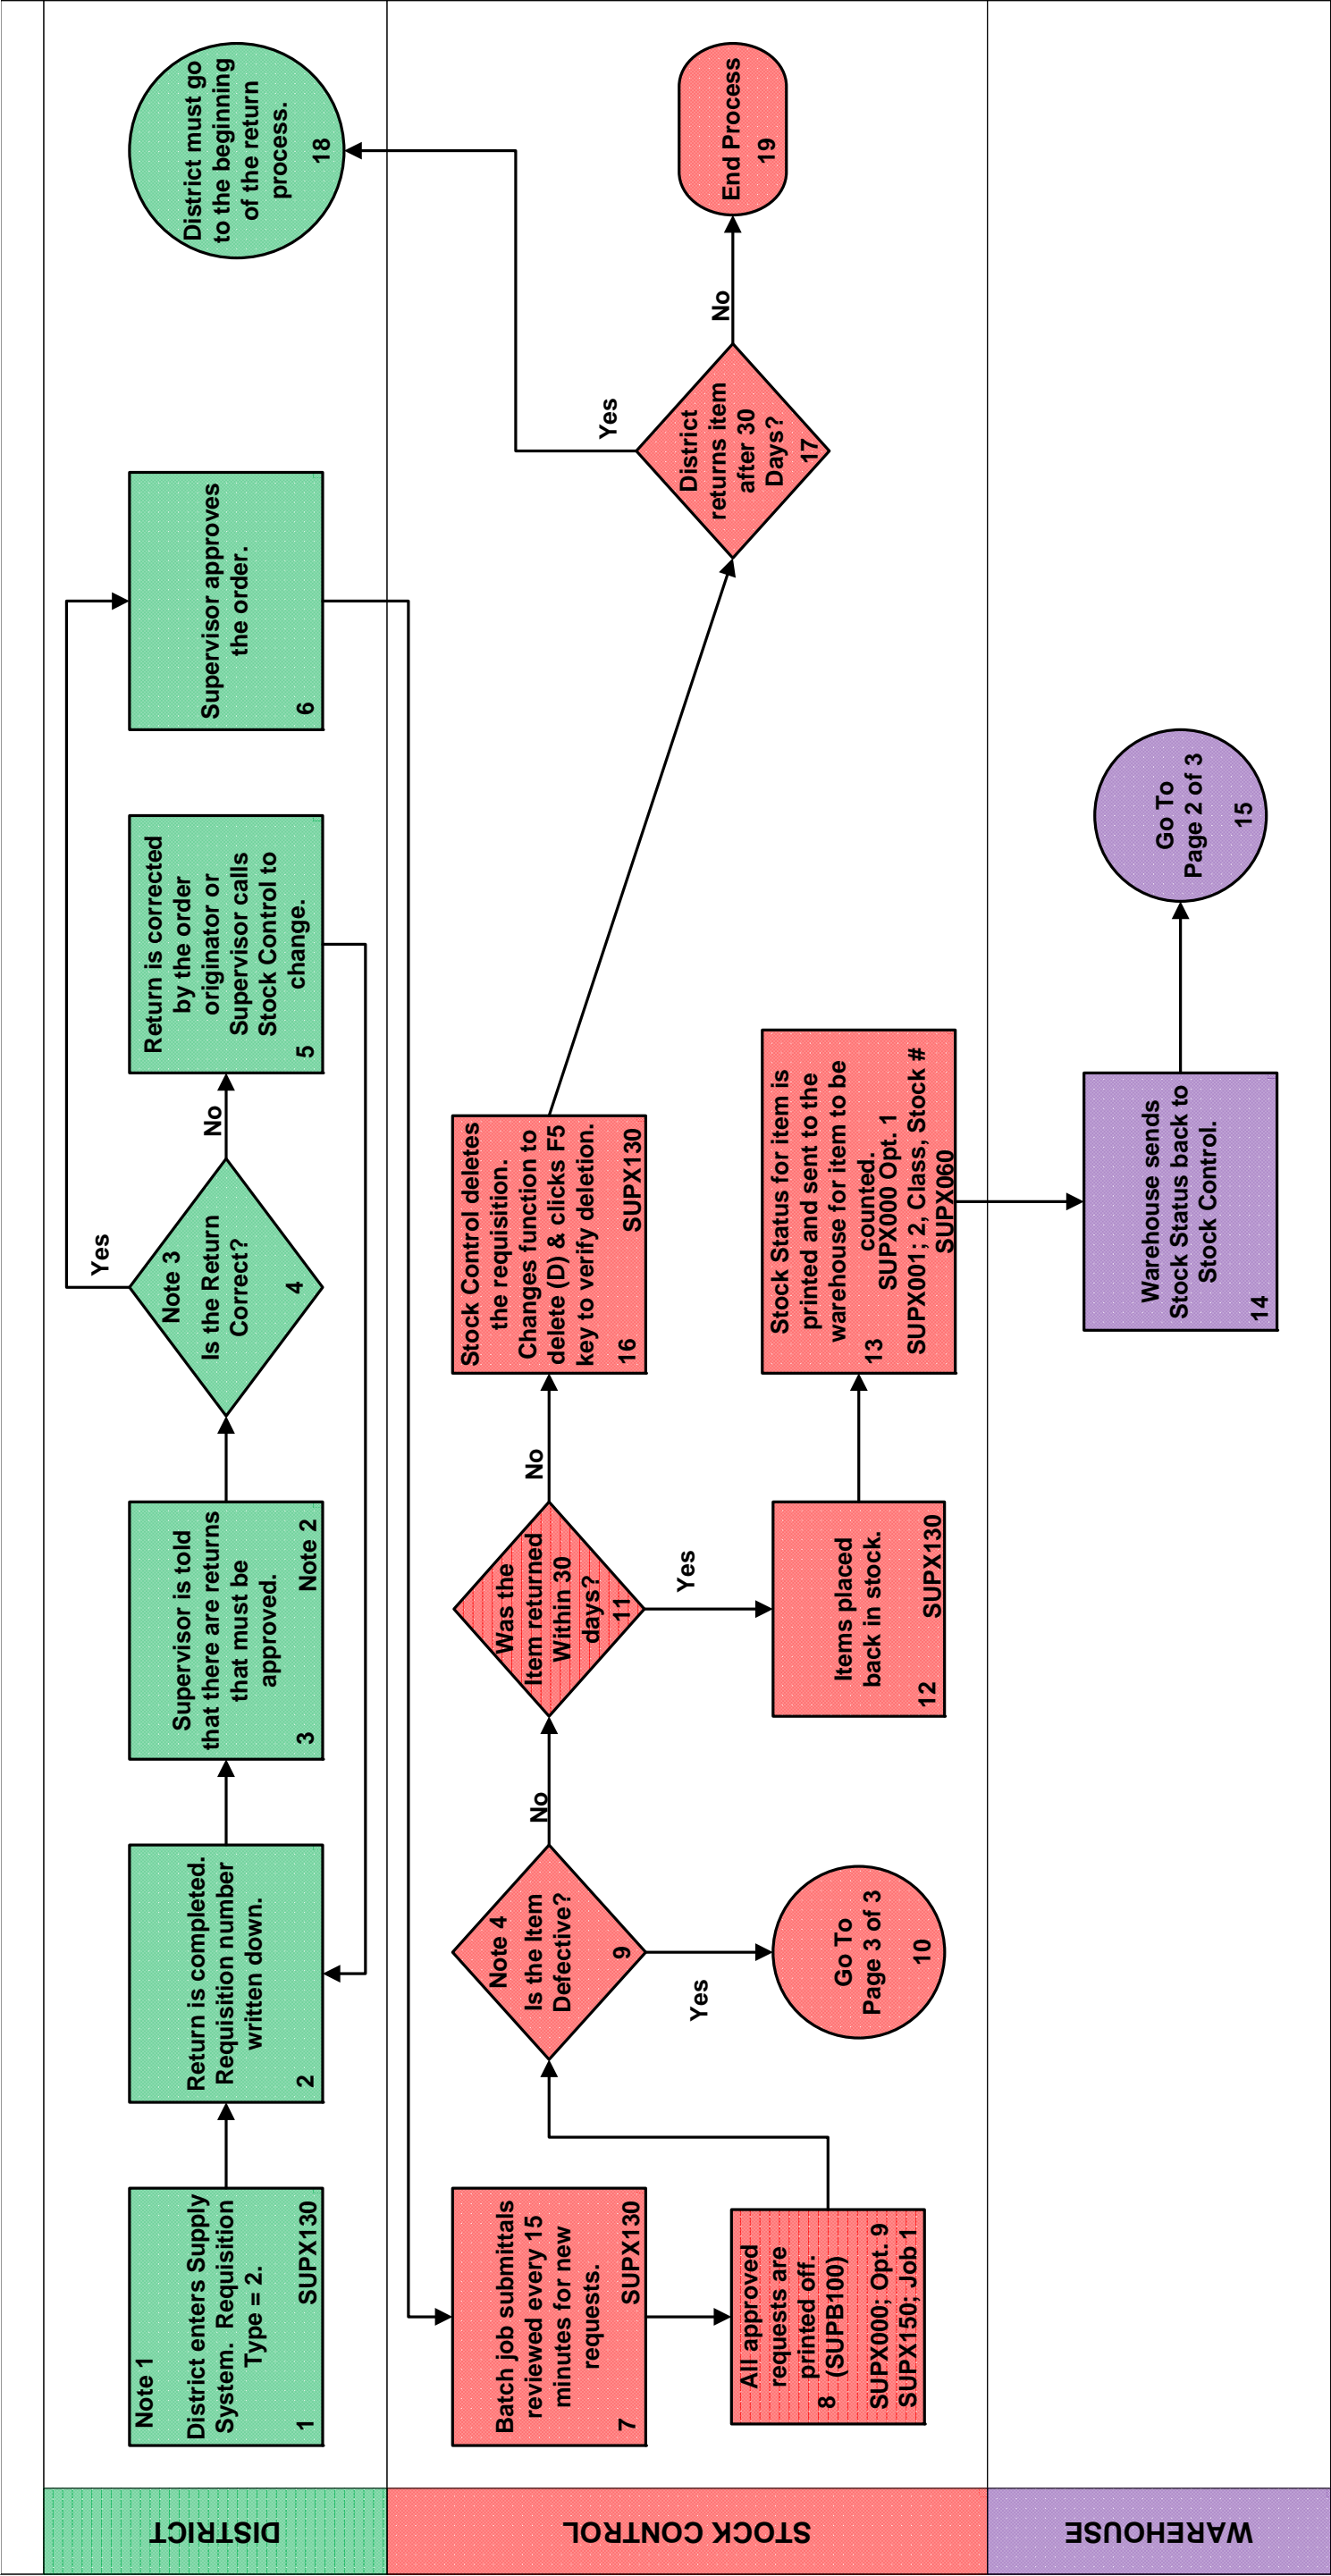 DISTRICT
Note 1
District enters Supply
System. Requisition
Type = 2.
1 SUPX130
Return is completed.
Requisition number
written down.
2
Supervisor is told
that there are returns
that must be
approved.
3 Note 2
Note 3
Is the Return
Correct?
4
Yes
No
Return is corrected
by the order
originator or
Supervisor calls
Stock Control to
change.
5
Supervisor approves
the order.
6
District must go
to the beginning
of the return
process.
18
STOCK CONTROL
Batch job submittals
reviewed every 15
minutes for new
requests.
7 SUPX130
All approved
requests are
printed off.
8 (SUPB100)
SUPX000; Opt. 9
SUPX150; Job 1
Note 4
Is the Item
Defective?
9
No
Yes
Go To
Page 3 of 3
10
Was the
Item returned
Within 30
days?
11
No
Yes
Items placed
back in stock.
12 SUPX130
Stock Status for item is
printed and sent to the
warehouse for item to be
counted.
13 SUPX000 Opt. 1
SUPX001; 2, Class, Stock #
SUPX060
Stock Control deletes
the requisition.
Changes function to
delete (D) & clicks F5
key to verify deletion.
16 SUPX130
District
returns item
after 30
Days?
17
Yes
No
End Process
19
WAREHOUSE
Warehouse sends
Stock Status back to
Stock Control.
14
Go To
Page 2 of 3
15